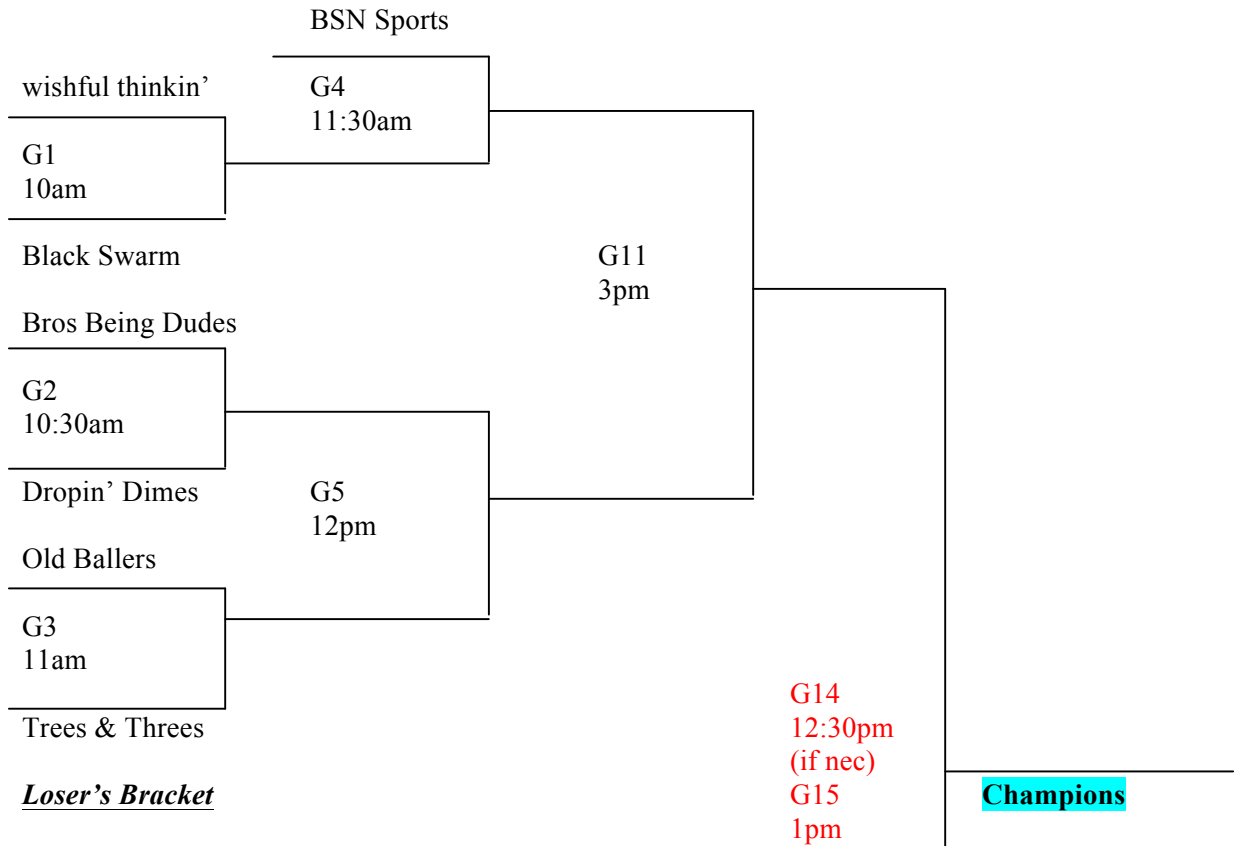 BSN Sports
wishful thinkin’
G4
11:30am
G1
10am
Black Swarm
G11
3pm
Bros Being Dudes
G2
10:30am
Dropin’ Dimes
G5
12pm
Old Ballers
G3
11am
Trees & Threes
G14
12:30pm
(if nec)
G15
1pm
Loser’s Bracket
Champions